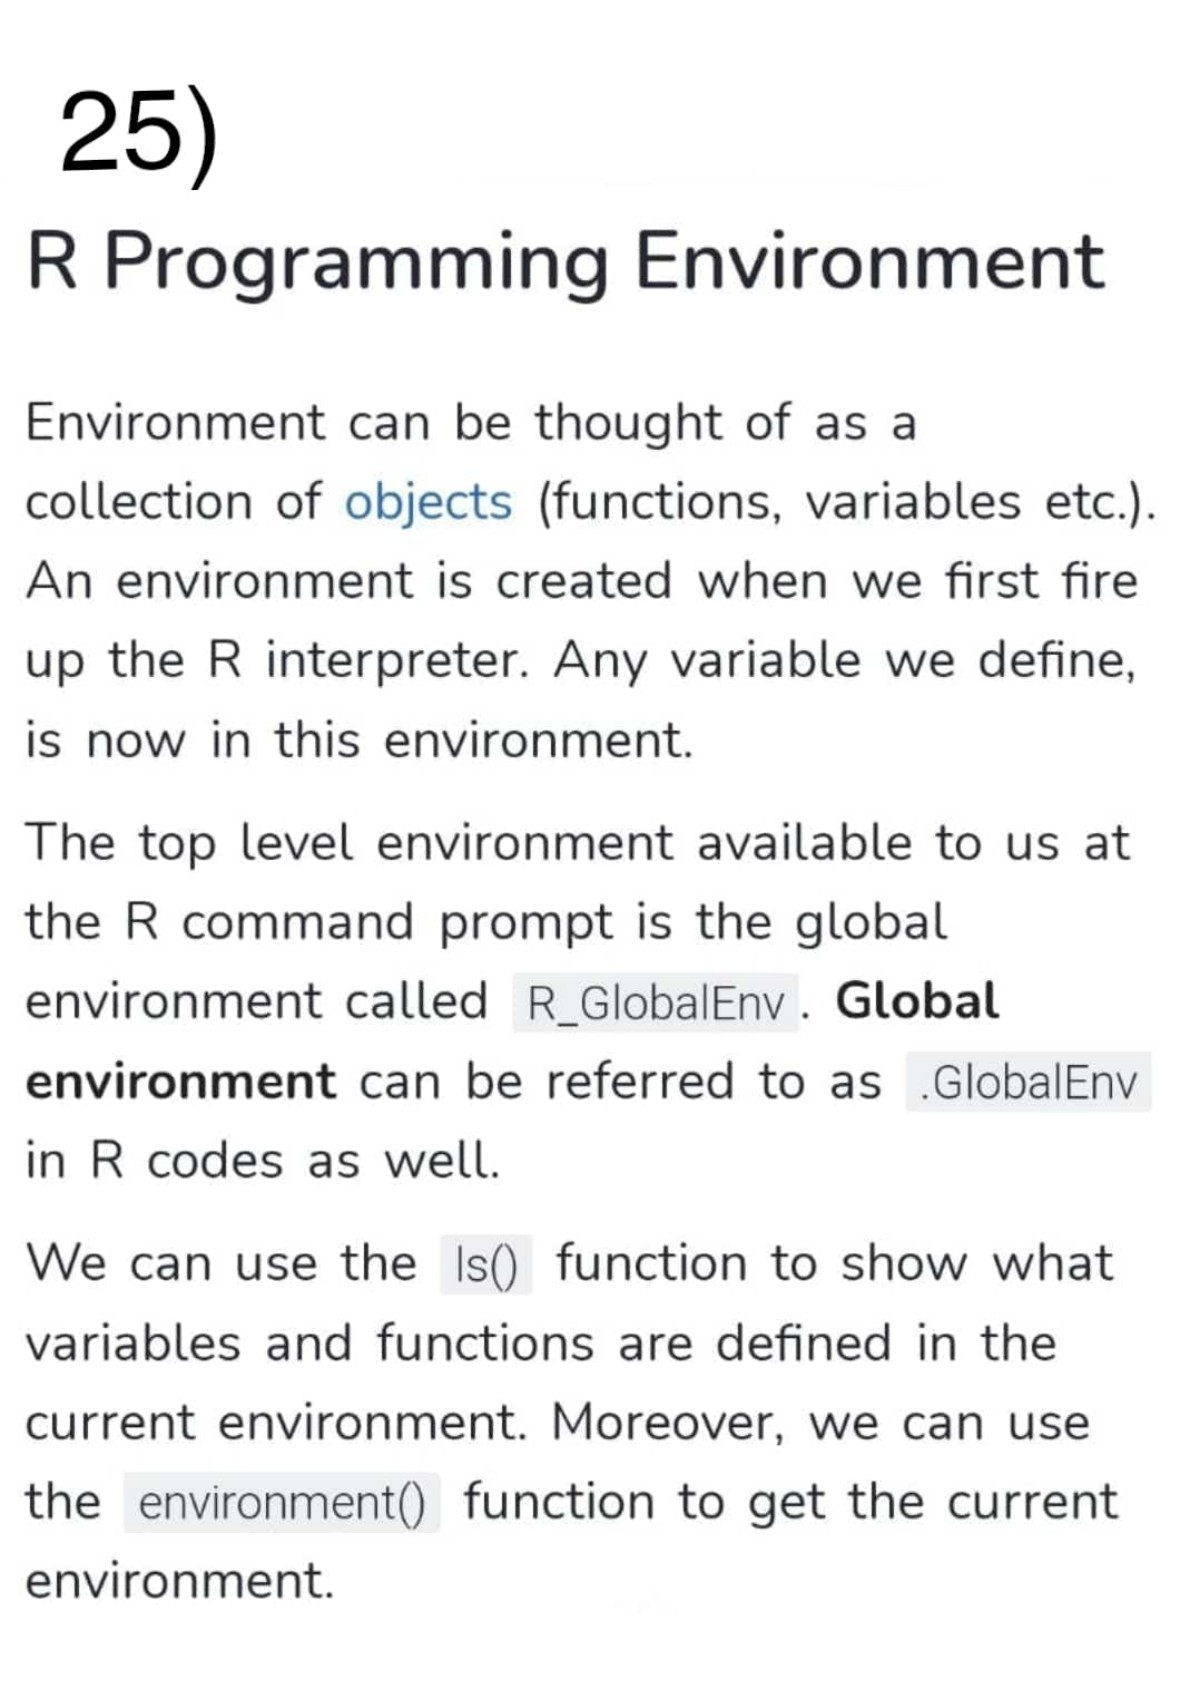 25)
R Programming Environment
Environment can be thought of as a
collection of objects (functions, variables etc.).
An environment is created when we first fire
up the R interpreter. Any variable we define,
is now in this environment.
The top level environment available to us at
the R command prompt is the global
environment called R_GlobalEnv. Global
environment can be referred to as .GlobalEnv
in R codes as well.
We can use the ls() function to show what
variables and functions are defined in the
current environment. Moreover, we can use
the environment() function to get the current
environment.